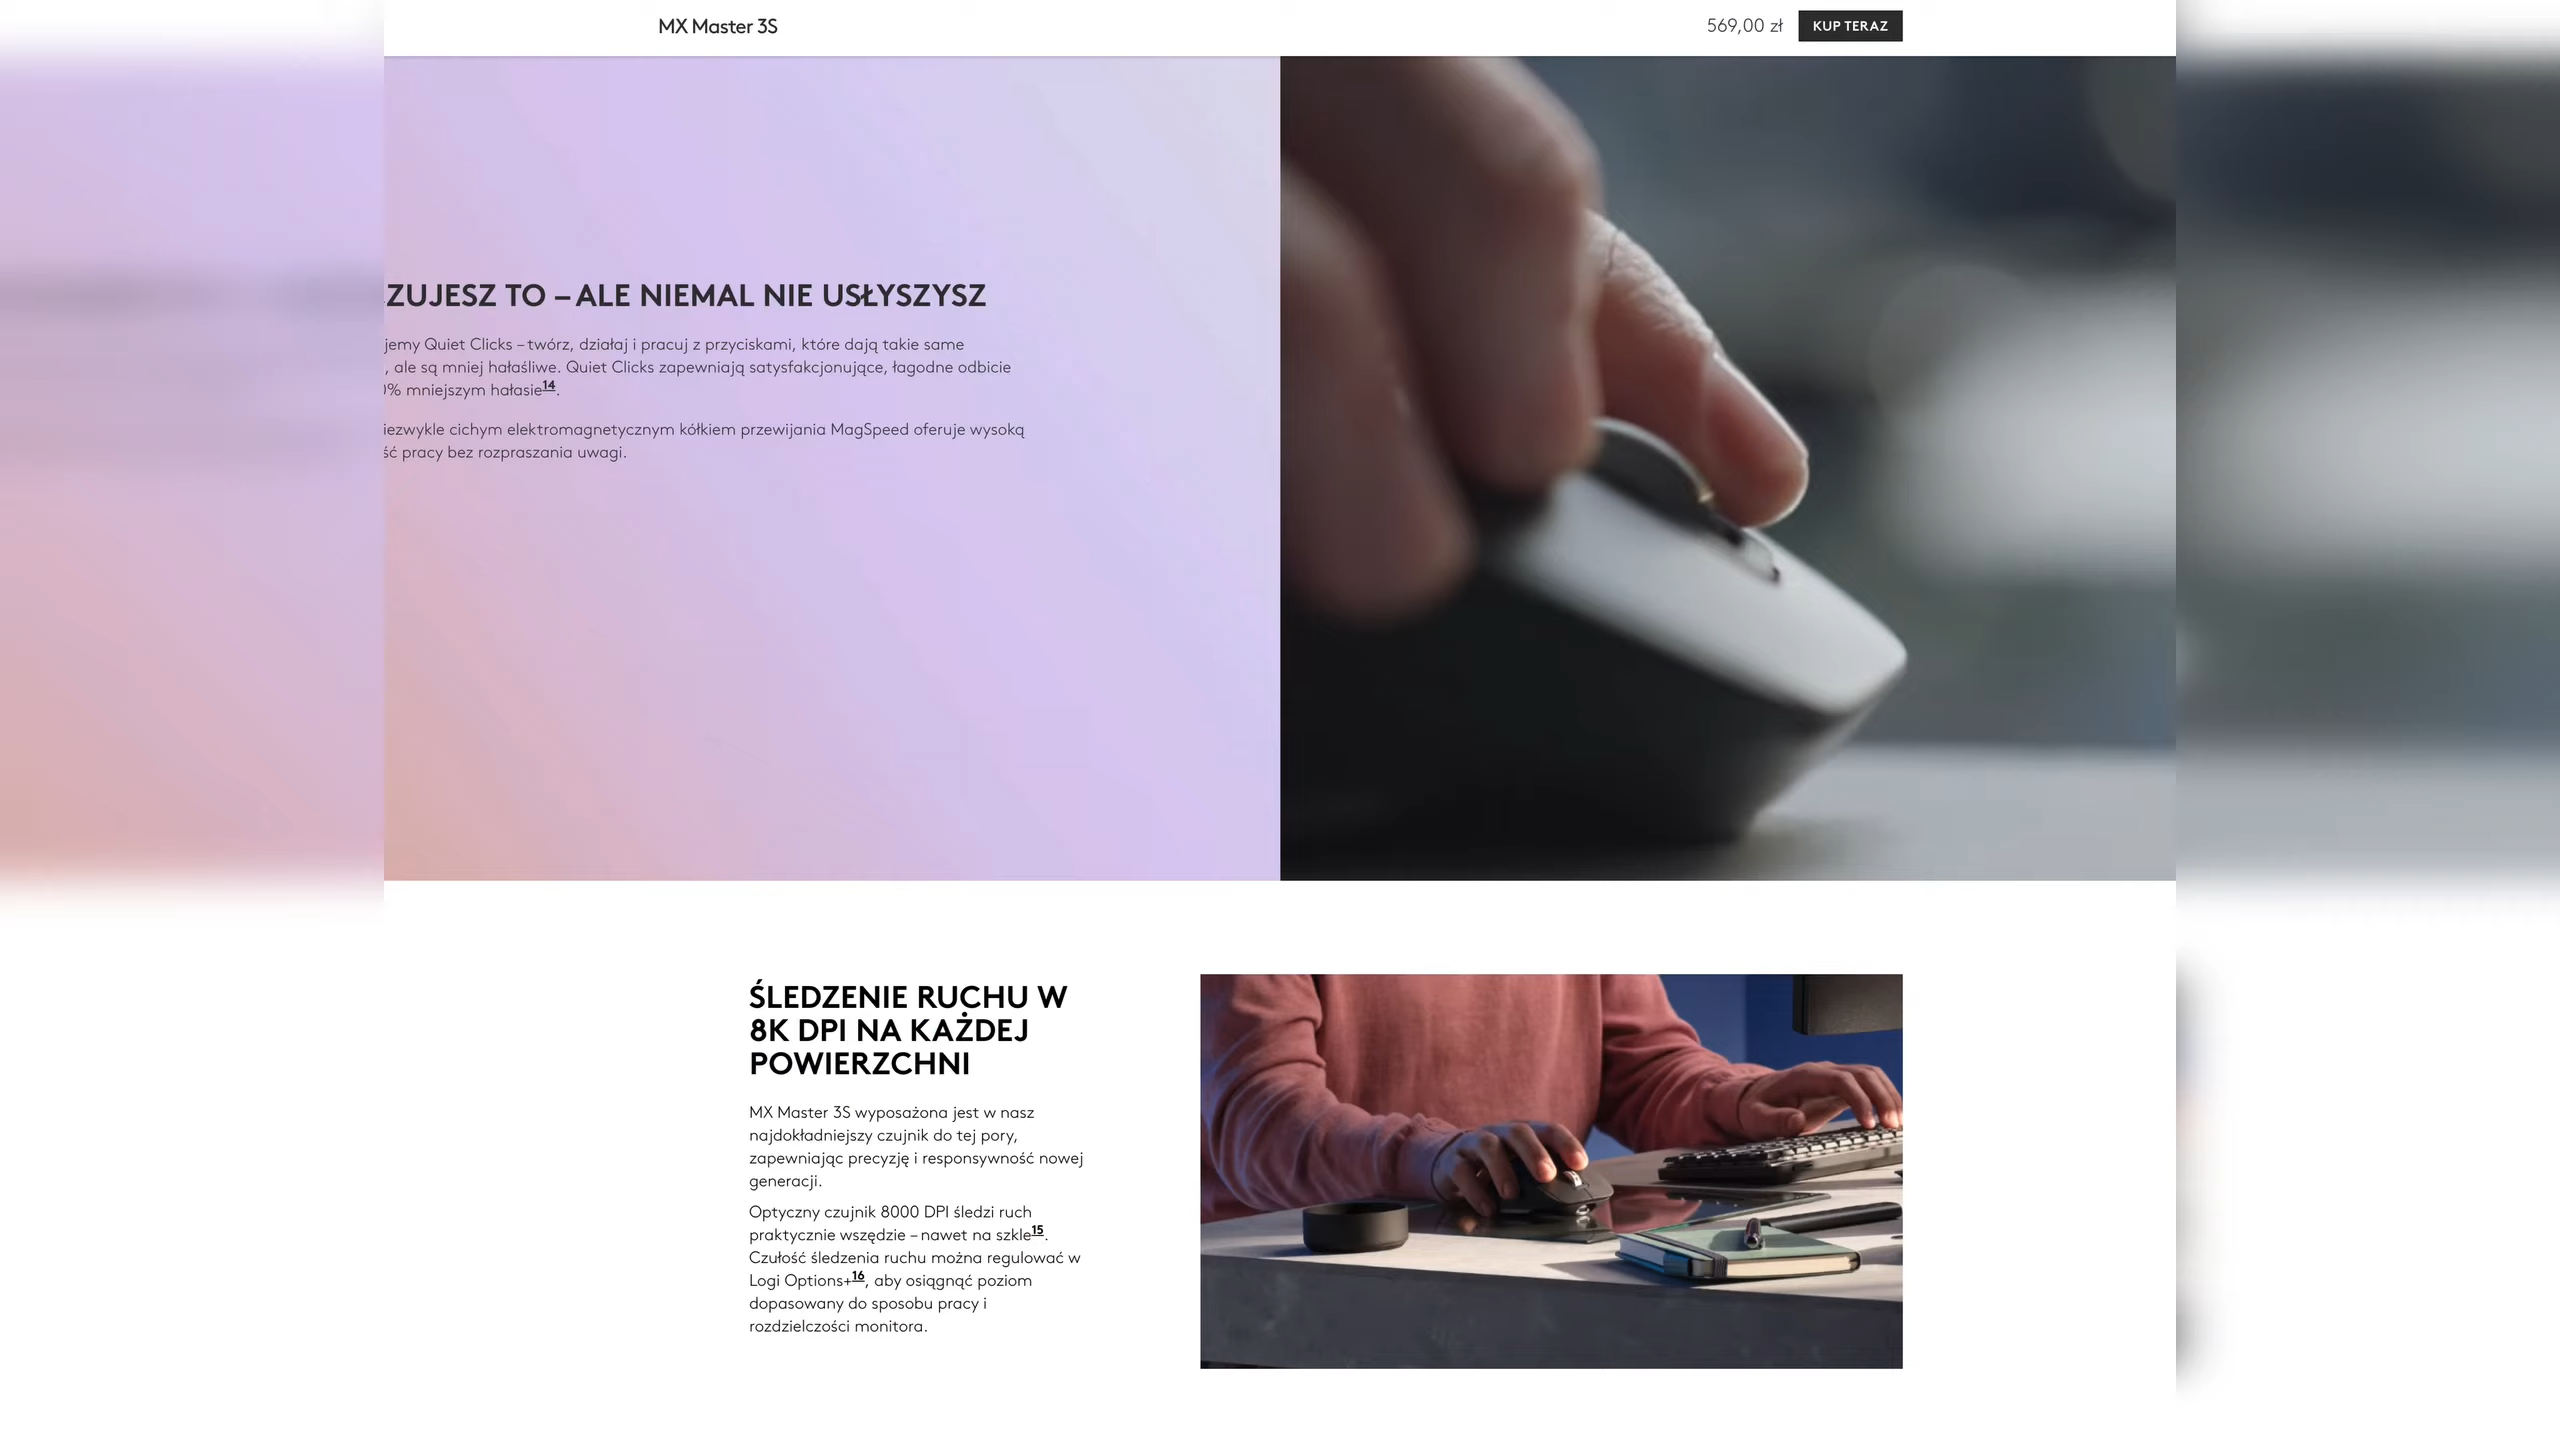 MX Master 3S
569,00 zł
KUP TERAZ
ZUJESZ TO – ALE NIEMAL NIE USŁYSZYSZ
jemy Quiet Clicks – twórz, działaj i pracuj z przyciskami, które dają takie same
, ale są mniej hałaśliwe. Quiet Clicks zapewniają satysfakcjonujące, łagodne odbicie
0% mniejszym hałasie14.
iezwykle cichym elektromagnetycznym kółkiem przewijania MagSpeed oferuje wysoką
ść pracy bez rozpraszania uwagi.
ŚLEDZENIE RUCHU W
8K DPI NA KAŻDEJ
POWIERZCHNI
MX Master 3S wyposażona jest w nasz
najdokładniejszy czujnik do tej pory,
zapewniając precyzję i responsywność nowej
generacji.
Optyczny czujnik 8000 DPI śledzi ruch
praktycznie wszędzie – nawet na szkle15.
Czułość śledzenia ruchu można regulować w
Logi Options+16, aby osiągnąć poziom
dopasowany do sposobu pracy i
rozdzielczości monitora.